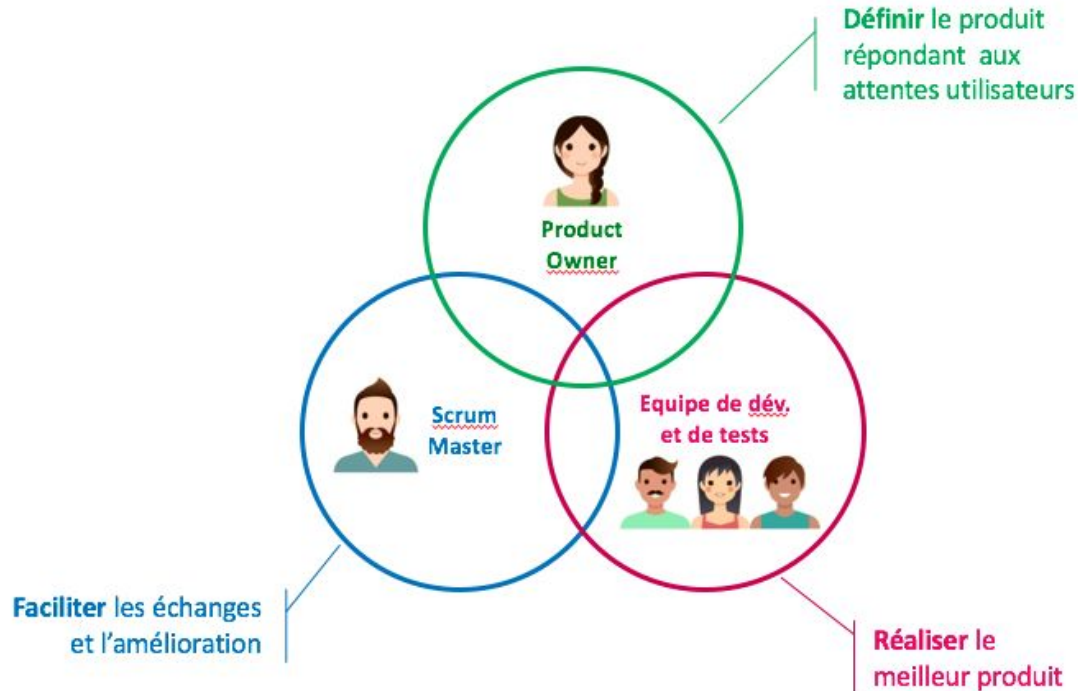 Définir le produit
répondant aux
attentes utilisateurs
Product
Owner
Scrum
Master
Equipe de dév.
et de tests
Faciliter les échanges
et l'amélioration
Réaliser le
meilleur produit